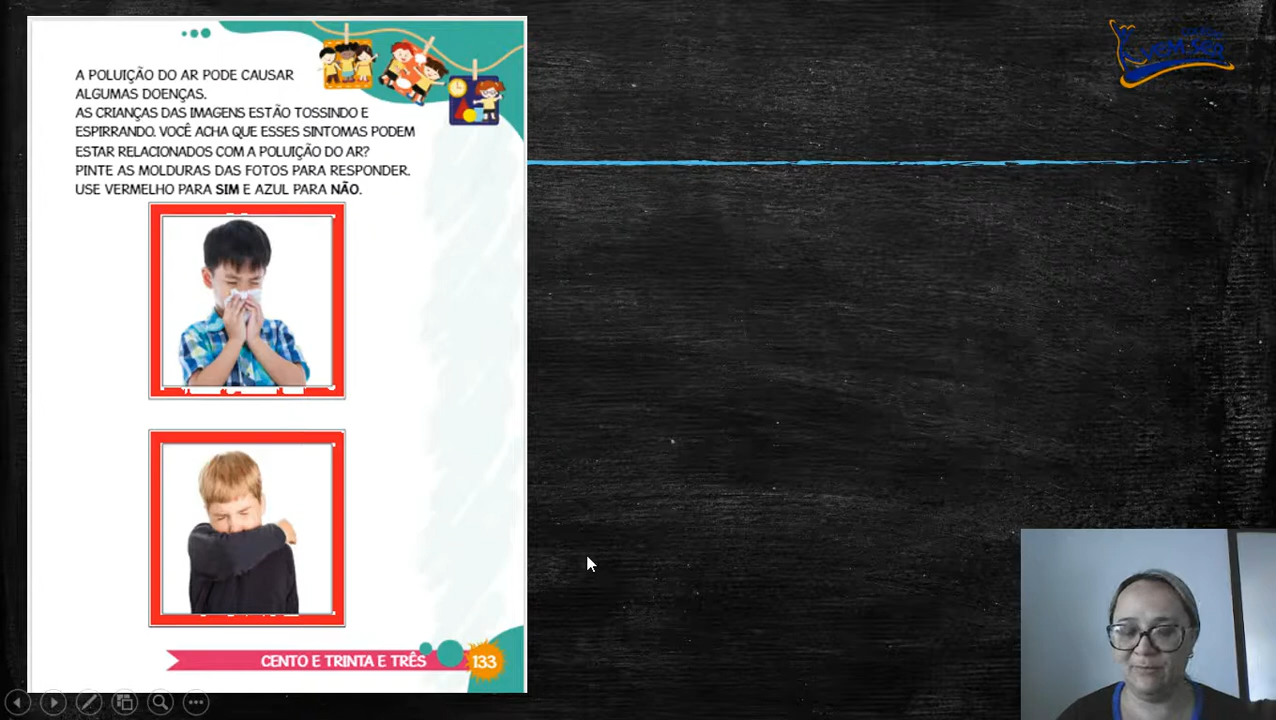 A POLUIÇÃO DO AR PODE CAUSAR
ALGUMAS DOENÇAS.
AS CRIANÇAS DAS IMAGENS ESTÃO TOSSINDO E
ESPIRRANDO. VOCÊ ACHA QUE ESSES SINTOMAS PODEM
ESTAR RELACIONADOS COM A POLUIÇÃO DO AR?
PINTE AS MOLDURAS DAS FOTOS PARA RESPONDER.
USE VERMELHO PARA SIM E AZUL PARA NÃO.
CENTO E TRINTA E TRÊS 133